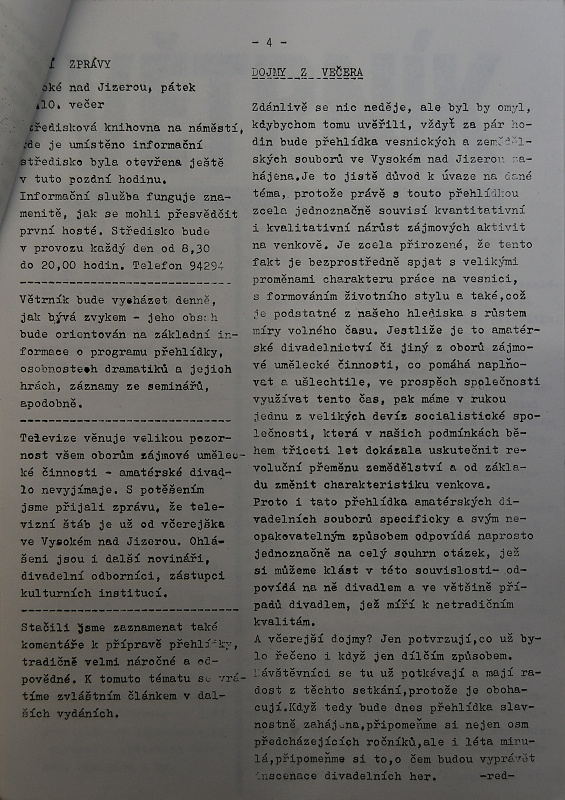 - 4 -
ZPRÁVY
nad Jizerou, pátek
10. večer
Středisková knihovna na náměstí,
kde je umístěno informační
středisko byla otevřena ještě
v tuto pozdní hodinu.
Informační služba funguje zna-
menitě, jak se mohli přesvědčit
první hosté. Středisko bude
v provozu každý den od 8,30
do 20,00 hodin. Telefon 94294
Větrník bude vycházet denně,
jak bývá zvykem - jeho obsah
bude orientován na základní in-
formace o programu přehlídky,
osobnostech dramatiků a jejich
hrách, záznamy ze seminářů,
apodobně.
Televize věnuje velikou pozor-
nost všem oborům zájmové umělec-
ké činnosti - amatérské divad-
lo nevyjímaje. S potěšením
jsme přijali zprávu, že tele-
vizní štáb je už od včerejška
ve Vysokém nad Jizerou. Ohlá-
šeni jsou i další novináři,
divadelní odborníci, zástupci
kulturních institucí.
Stačili jsme zaznamenat také
komentáře k přípravě přehlídky,
tradičně velmi náročné a od-
povědné. K tomuto tématu se vrá-
tíme zvláštním článkem v dal-
ších vydáních.
DOJMY Z VEČERA
Zdánlivě se nic neděje, ale byl by omyl,
kdybychom tomu uvěřili, vždyť za pár ho-
din bude přehlídka vesnických a zeměděl-
ských souborů ve Vysokém nad Jizerou za-
hájena.Je to jistě důvod k úvaze na dané
téma, protože právě s touto přehlídkou
zcela jednoznačně souvisí kvantitativní
i kvalitativní nárůst zájmových aktivit
na venkově. Je zcela přirozené, že tento
fakt je bezprostředně spjat s velikými
proměnami charakteru práce na vesnici,
s formováním životního stylu a také,což
je podstatné z našeho hlediska s růstem
míry volného času. Jestliže je to amatér-
ské divadelnictví či jiný z oborů zájmo-
vé umělecké činnosti, co pomáhá naplňo-
vat a ušlechtile, ve prospěch společnosti
využívat tento čas, pak máme v rukou
jednu z velikých devíz socialistické spo-
lečnosti, která v našich podmínkách bě-
hem třiceti let dokázala uskutečnit re-
voluční přeměnu zemědělství a od zákla-
du změnit charakteristiku venkova.
Proto i tato přehlídka amatérských di-
vadelních souborů specificky a svým ne-
opakovatelným způsobem odpovídá naprosto
jednoznačně na celý souhrn otázek, jež
si můžeme klást v této souvislosti- od-
povídá na ně divadlem a ve většině pří-
padů divadlem, jež míří k netradičním
kvalitám.
A včerejší dojmy? Jen potvrzují,co už by-
lo řečeno i když jen dílčím způsobem.
Návštěvníci se tu už potkávají a mají ra-
dost z těchto setkání,protože je oboha-
cují.Když tedy bude dnes přehlídka slav-
nostně zahájena,připomeňme si nejen osm
předcházejících ročníků,ale i léta minu-
lá,připomeňme si to,o čem budou vyprávět
inscenace divadelních her. -red-